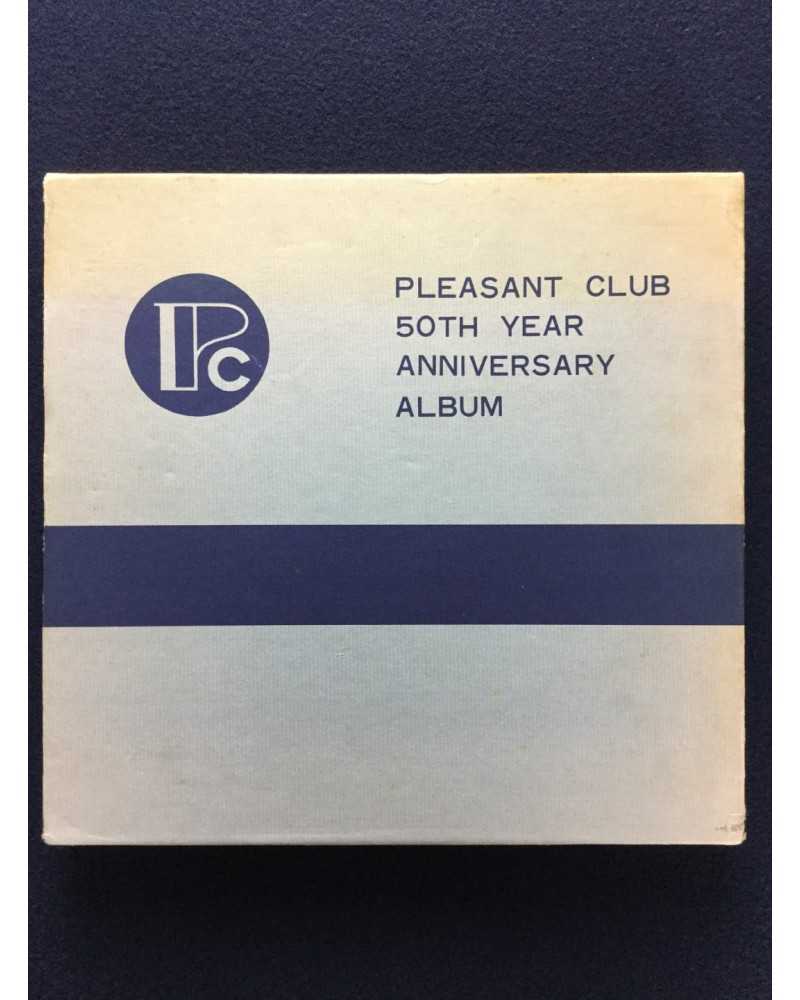 PC
PLEASANT CLUB
50TH YEAR
ANNIVERSARY
ALBUM